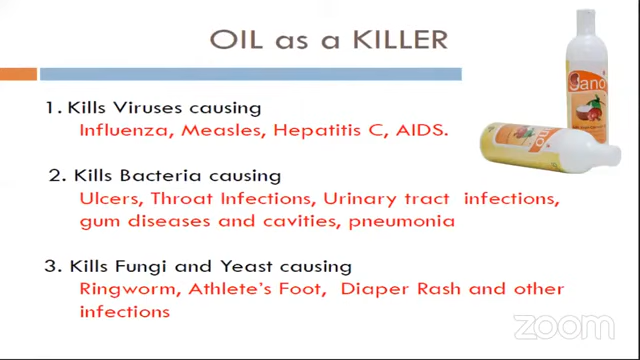 OIL as a KILLER
1. Kills Viruses causing
Influenza, Measles, Hepatitis C, AIDS.
2. Kills Bacteria causing
Ulcers, Throat Infections, Urinary tract infections,
gum diseases and cavities, pneumonia
3. Kills Fungi and Yeast causing
Ringworm, Athlete's Foot, Diaper Rash and other
infections
zoom